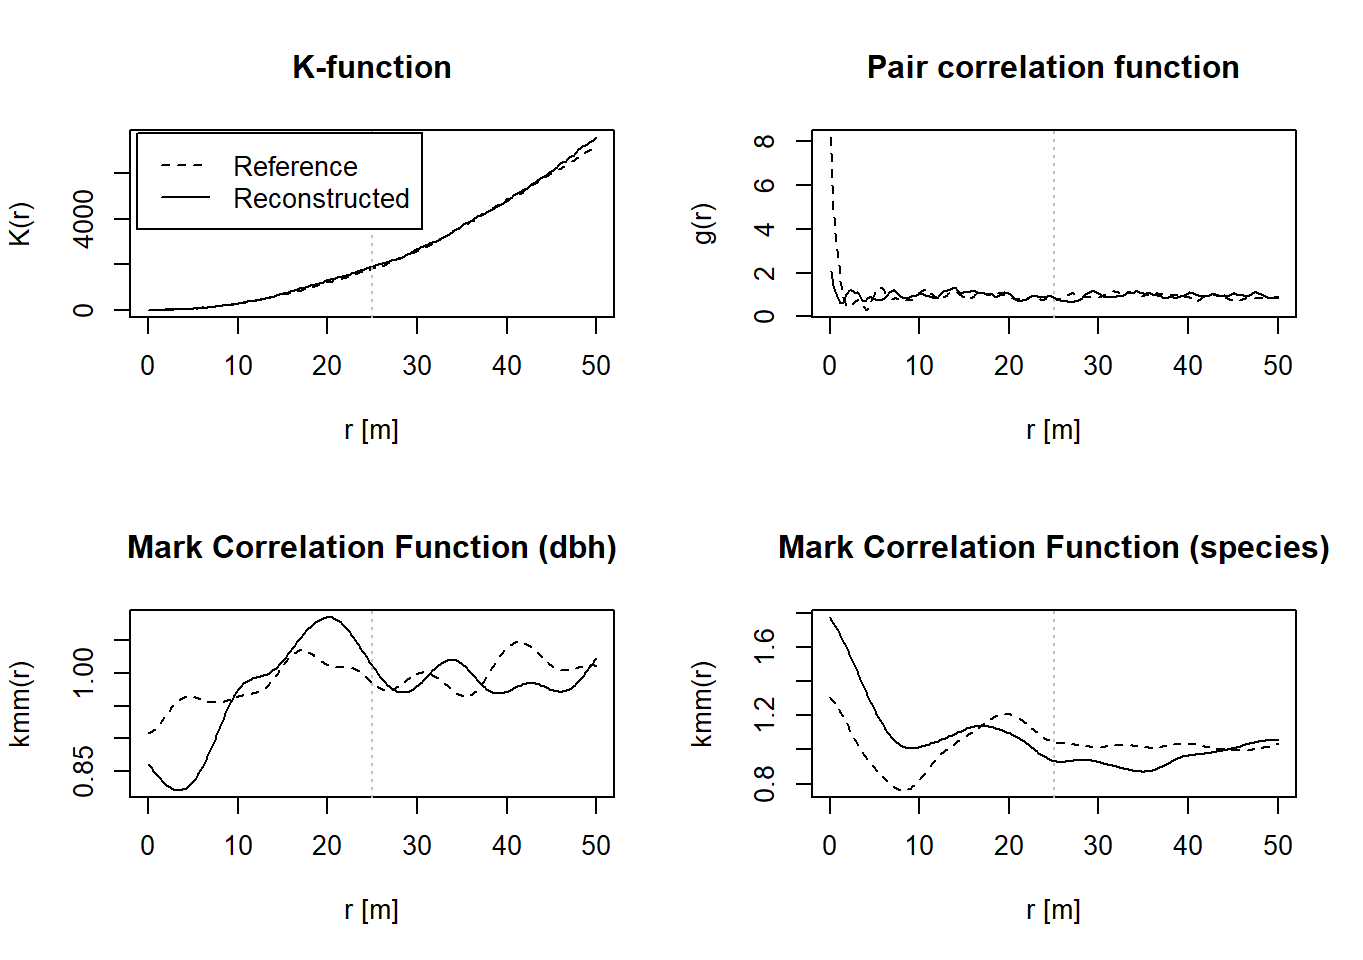 K-function
K(r)
4000
0
Reference
Reconstructed
0 10 20 30 40 50
r [m]
Pair correlation function
g(r)
8
6
4
2
0
0 10 20 30 40 50
r [m]
Mark Correlation Function (dbh)
kmm(r)
1.00
0.85
0 10 20 30 40 50
r [m]
Mark Correlation Function (species)
kmm(r)
1.6
1.2
0.8
0 10 20 30 40 50
r [m]